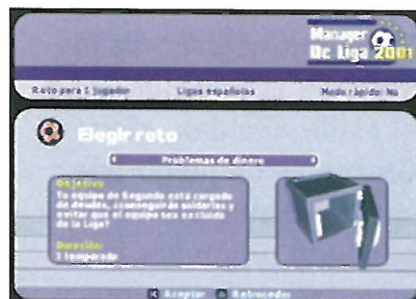 Manager
De Liga 2001
Reto para 1 jugador Ligas españolas Modo rápido: No
Elegir reto
Problemas de dinero
Objetivo:
Tu equipo de Segunda está cargado
de deudas, ¿conseguirás saldarlas y
evitar que el equipo sea excluido
de la Liga?
Duración:
1 temporada
Aceptar Retroceder